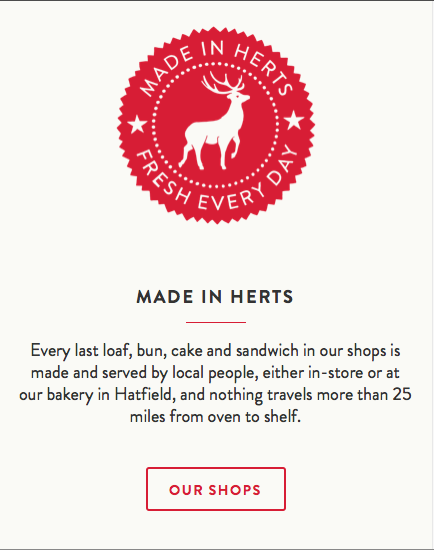 MADE IN HERTS
FRESH EVERY DAY
MADE IN HERTS
Every last loaf, bun, cake and sandwich in our shops is
made and served by local people, either in-store or at
our bakery in Hatfield, and nothing travels more than 25
miles from oven to shelf.
OUR SHOPS